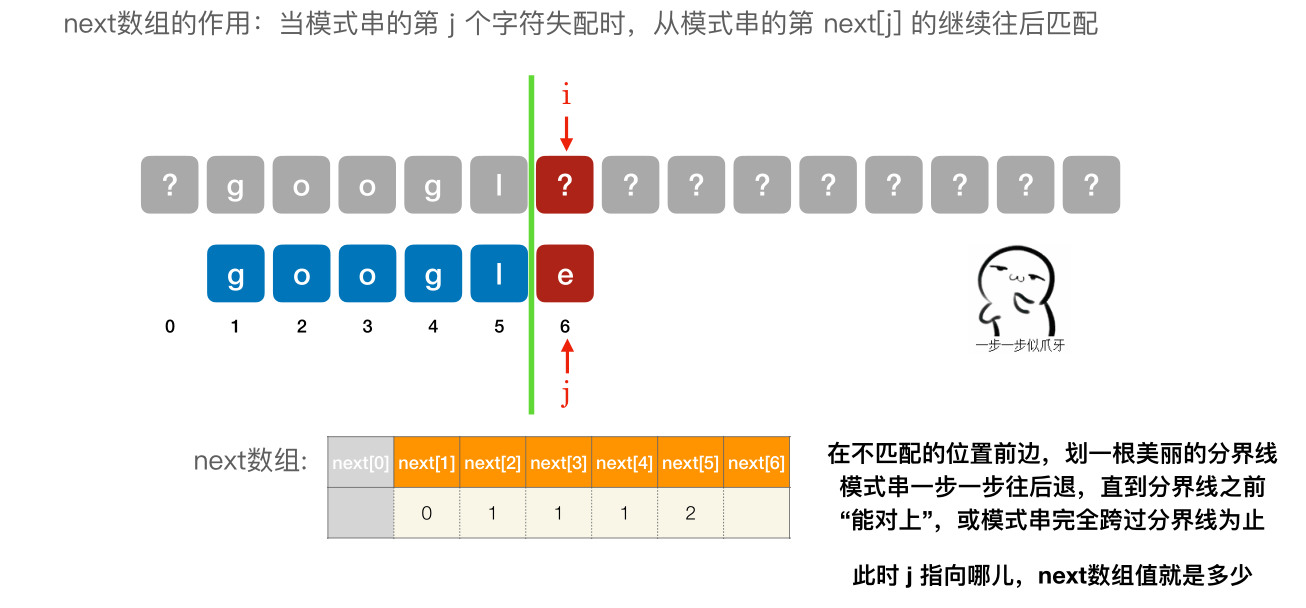 next数组的作用：当模式串的第 j 个字符失配时，从模式串的第 next[j] 的继续往后匹配
i
? g o o g l ? ? ? ? ? ? ? ? ?
g o o g l e
0 1 2 3 4 5 6
j
一步一步似爪牙
next数组:
next[0] next[1] next[2] next[3] next[4] next[5] next[6]
0 1 1 1 2
在不匹配的位置前边，划一根美丽的分界线
模式串一步一步往后退，直到分界线之前
“能对上”，或模式串完全跨过分界线为止
此时 j 指向哪儿，next数组值就是多少